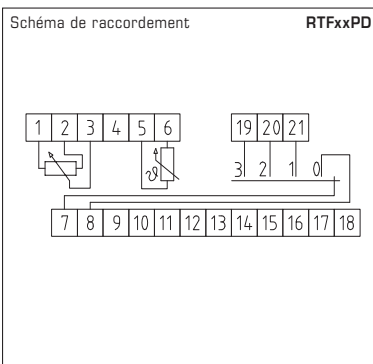 Schéma de raccordement RTFxxPD
1 2 3 4 5 6 19 20 21
ϑ 3 2 1 0
7 8 9 10 11 12 13 14 15 16 17 18